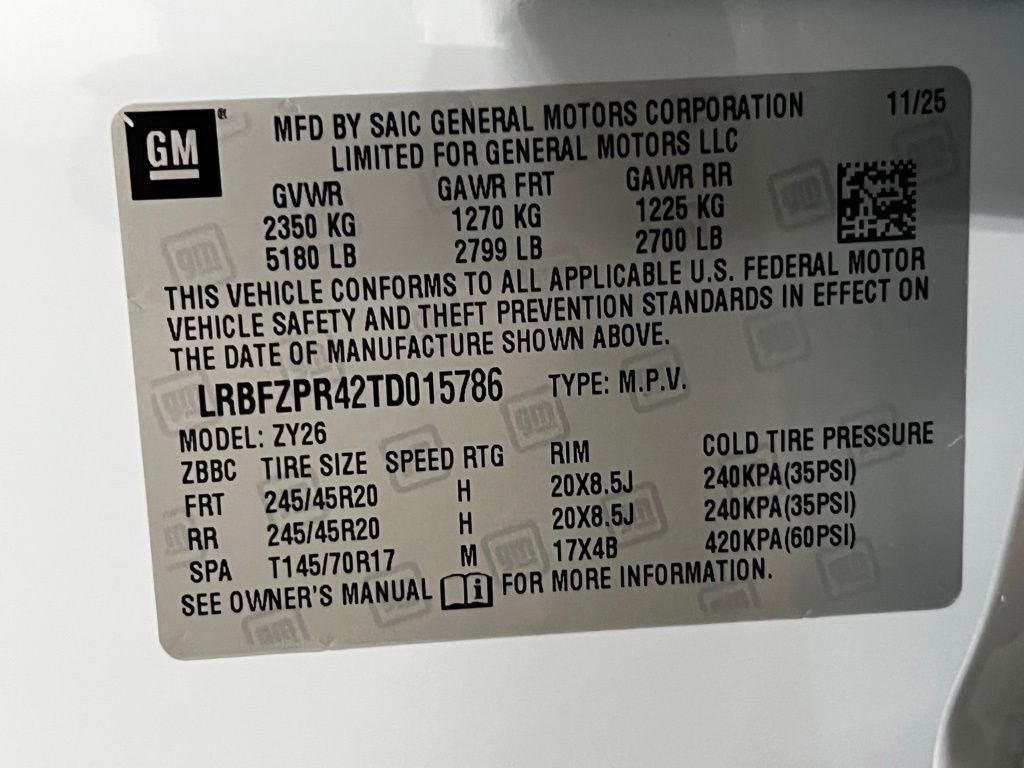 GM®
MFD BY SAIC GENERAL MOTORS CORPORATION 11/25
LIMITED FOR GENERAL MOTORS LLC
GVWR GAWR FRT GAWR RR
2350 KG 1270 KG 1225 KG
5180 LB 2799 LB 2700 LB
THIS VEHICLE CONFORMS TO ALL APPLICABLE U.S. FEDERAL MOTOR
VEHICLE SAFETY AND THEFT PREVENTION STANDARDS IN EFFECT ON
THE DATE OF MANUFACTURE SHOWN ABOVE.
LRBFZPR42TD015786 TYPE: M.P.V.
MODEL: ZY26
ZBBC TIRE SIZE SPEED RTG RIM COLD TIRE PRESSURE
FRT 245/45R20 H 20X8.5J 240KPA(35PSI)
RR 245/45R20 H 20X8.5J 240KPA(35PSI)
SPA T145/70R17 M 17X4B 420KPA(60PSI)
SEE OWNER'S MANUAL i FOR MORE INFORMATION.